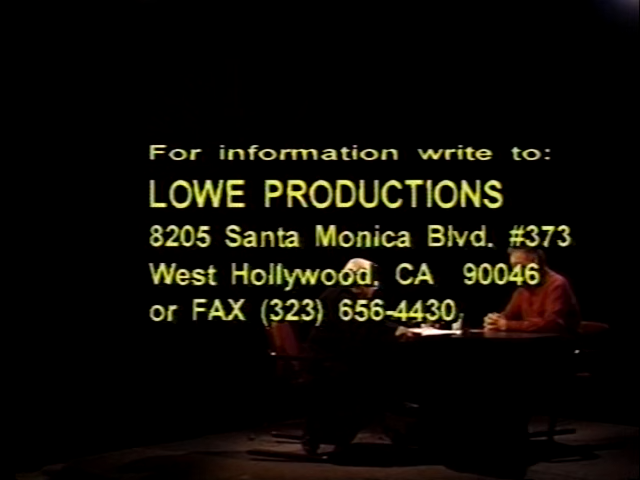 For information write to:
LOWE PRODUCTIONS
8205 Santa Monica Blvd. #373
West Hollywood, CA 90046
or FAX (323) 656-4430.